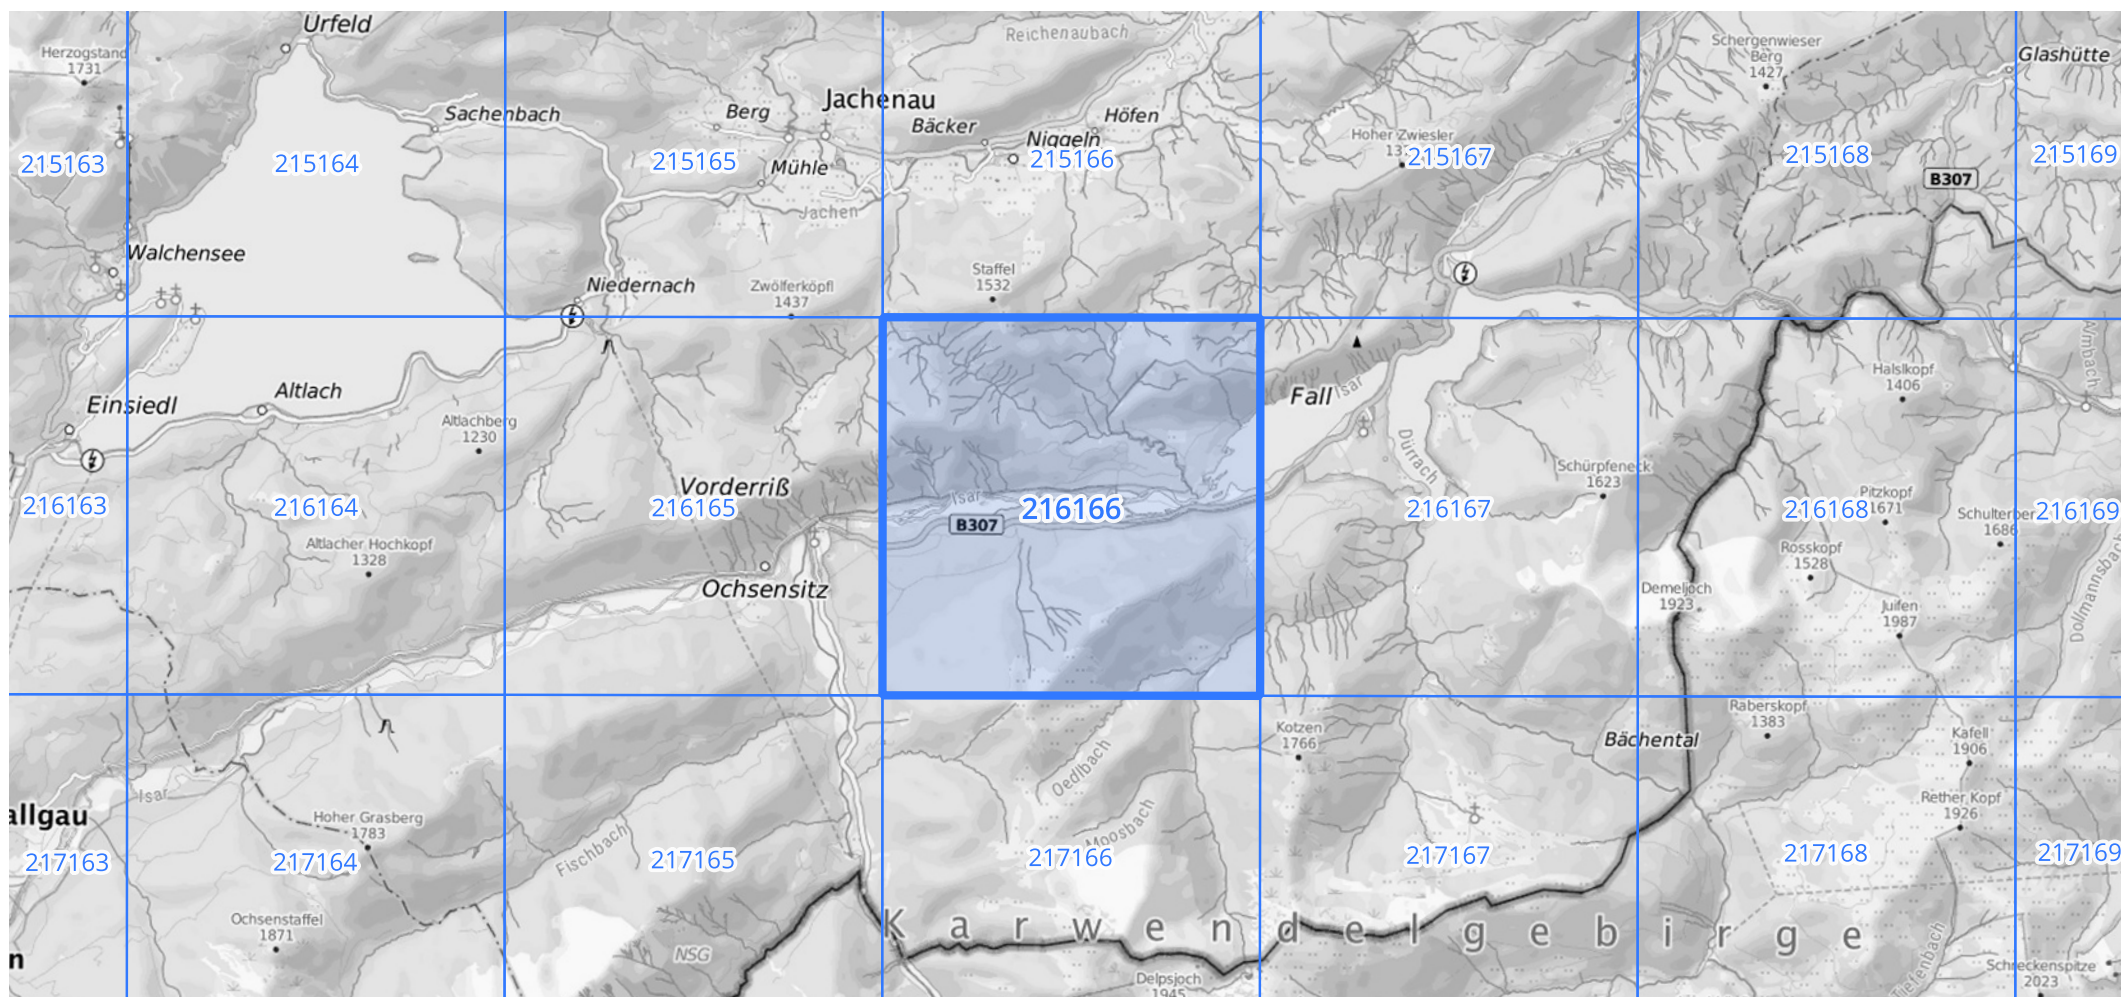 Urfeld
Herzogstand
1731
Sachenbach
Berg
Jachenau
Reichenaubach
Bäcker
Höfen
Niggeln
Hoher Zwiesler
Schergenwieser
Berg
1427
Glashütte
215163
215164
215165
215166
215167
215168
215169
Mühle
Jachen
B307
Walchensee
Niedernach
Zwölferköpfl
1437
Staffel
1532
Einsiedl
Altlach
Altlachberg
1230
Fall
Isar
Dürrach
Halslkopf
1406
Schürpfeneck
1623
Vorderriß
Isar
B307
Pitzkopf
1671
216163
216164
216165
216166
216167
216168
216169
1686
Altlacher Hochkopf
1328
Rosskopf
1528
Ochsensitz
Demeljoch
1923
Juifen
1987
Kotzen
1766
Bächental
Raberskopf
1383
Kafell
1906
Oedlbach
Moosbach
Isar
allgau
Hoher Grasberg
1783
Fischbach
Rether Kopf
1926
217163
217164
217165
217166
217167
217168
217169
Ochsenstaffel
1871
NSG
Karwendelgebirge
n
Delpsjoch
1945
Tiefenbach
Schreckenspitze
2023